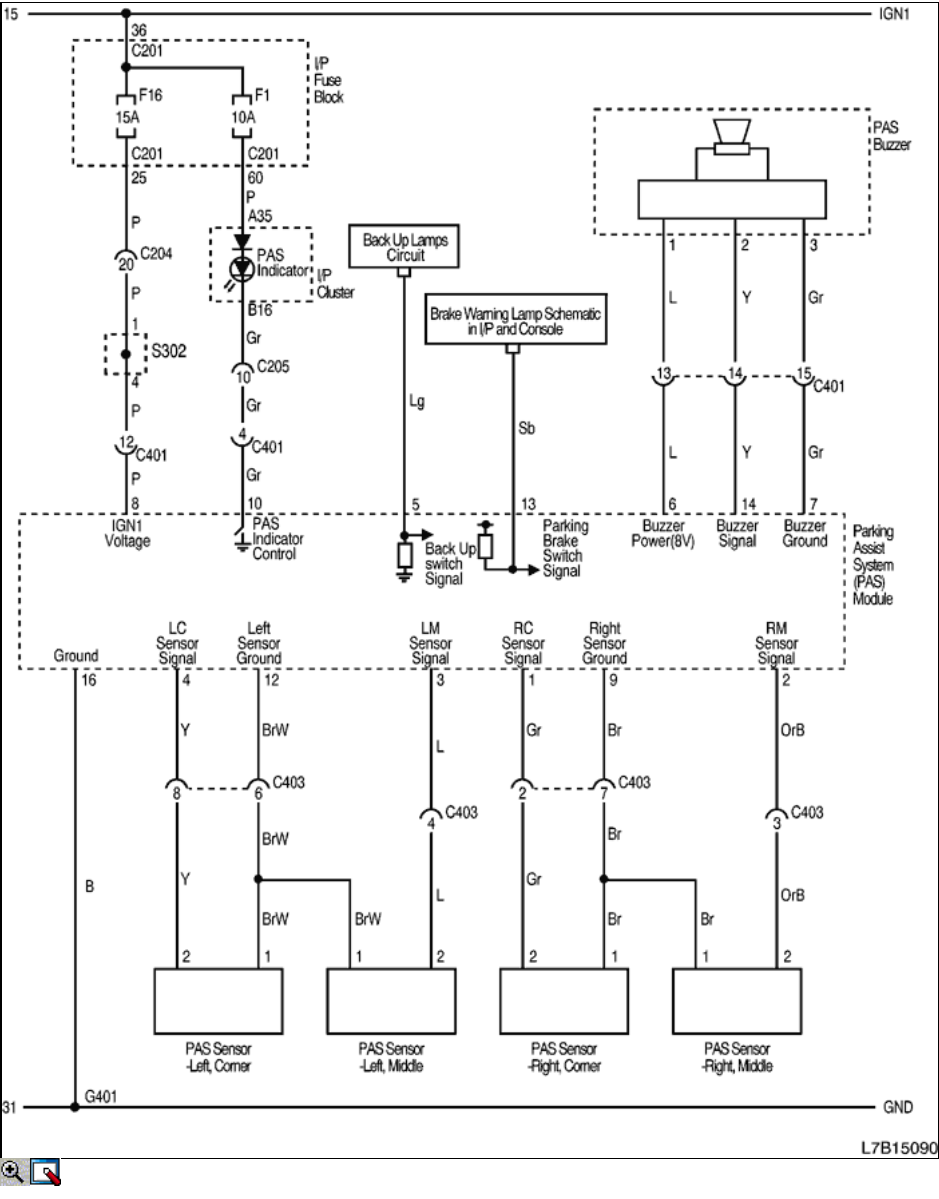 15 IGN1
36
C201
I/P
Fuse
Block
F16 F1
15A 10A
C201 C201
25 60
P
A35
PAS
Buzzer
1 2 3
P
C204
20
PAS
Indicator
I/P
Cluster
B16
Back Up Lamps
Circuit
Brake Warning Lamp Schematic
in I/P and Console
L Y Gr
P
1
S302
4
Gr
C205
10
13 14 15
C401
P
Gr
Lg
Sb
12
C401
4
C401
L Y Gr
P
Gr
8 10 5 13 6 14 7
IGN1
Voltage
PAS
Indicator
Control
Back Up
switch
Signal
Parking
Brake
Switch
Signal
Buzzer
Power(8V)
Buzzer
Signal
Buzzer
Ground
Parking
Assist
System
(PAS)
Module
Ground
LC
Sensor
Signal
Left
Sensor
Ground
LM
Sensor
Signal
RC
Sensor
Signal
Right
Sensor
Ground
RM
Sensor
Signal
16 4 12 3 1 9 2
Y BrW L Gr Br OrB
8 6 C403
4 C403
2 7 C403
3 C403
BrW Br
B Y L Gr OrB
BrW BrW Br Br
2 1 1 2 2 1 1 2
PAS Sensor
-Left, Corner
PAS Sensor
-Left, Middle
PAS Sensor
-Right, Corner
PAS Sensor
-Right, Middle
G401
31 GND
L7B15090